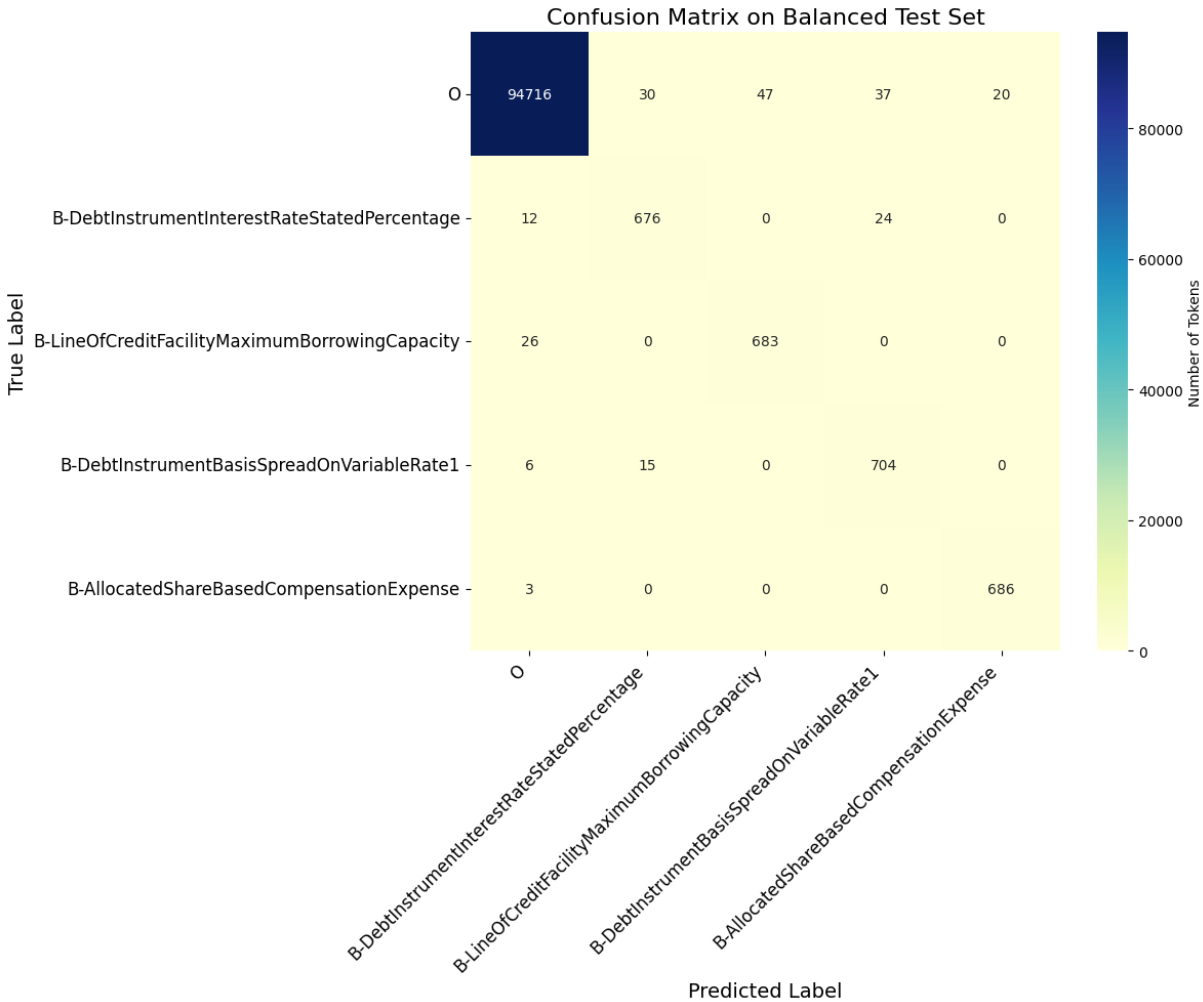 Confusion Matrix on Balanced Test Set
O 94716 30 47 37 20
B-DebtInstrumentInterestRateStatedPercentage 12 676 0 24 0
B-LineOfCreditFacilityMaximumBorrowingCapacity 26 0 683 0 0
B-DebtInstrumentBasisSpreadOnVariableRate1 6 15 0 704 0
B-AllocatedShareBasedCompensationExpense 3 0 0 0 686
True Label
O
B-DebtInstrumentInterestRateStatedPercentage
B-LineOfCreditFacilityMaximumBorrowingCapacity
B-DebtInstrumentBasisSpreadOnVariableRate1
B-AllocatedShareBasedCompensationExpense
Predicted Label
80000
60000
40000
20000
0
Number of Tokens